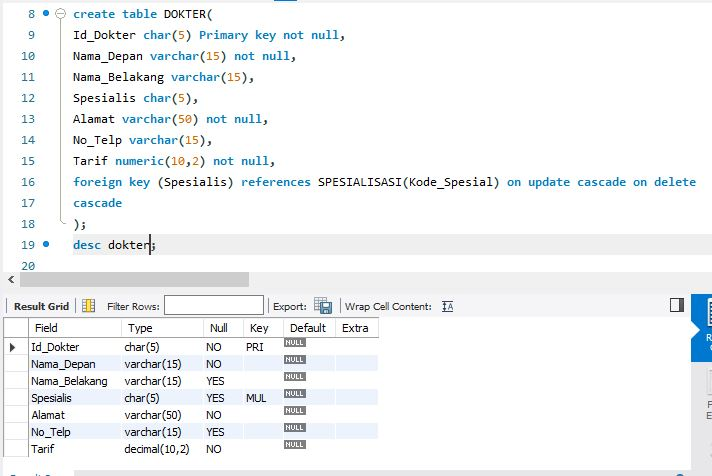 8 create table DOKTER(
9 Id_Dokter char(5) Primary key not null,
10 Nama_Depan varchar(15) not null,
11 Nama_Belakang varchar(15),
12 Spesialis char(5),
13 Alamat varchar(50) not null,
14 No_Telp varchar(15),
15 Tarif numeric(10,2) not null,
16 foreign key (Spesialis) references SPESIALISASI(Kode_Spesial) on update cascade on delete
17 cascade
18 );
19 desc dokter;
20
Result Grid Filter Rows: Export: Wrap Cell Content:
Field Type Null Key Default Extra
Id_Dokter char(5) NO PRI NULL
Nama_Depan varchar(15) NO NULL
Nama_Belakang varchar(15) YES NULL
Spesialis char(5) YES MUL NULL
Alamat varchar(50) NO NULL
No_Telp varchar(15) YES NULL
Tarif decimal(10,2) NO NULL